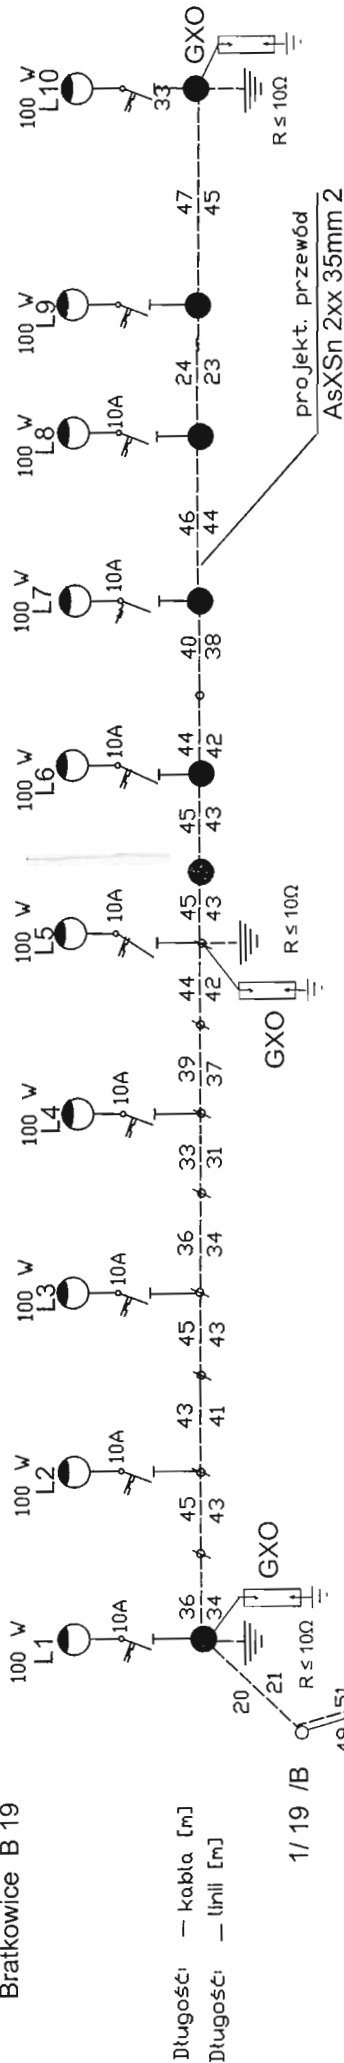 Bratkowice B 19
100 W
L1
10A
100 W
L2
10A
100 W
L3
10A
100 W
L4
10A
100 W
L5
10A
100 W
L6
10A
100 W
L7
10A
100 W
L8
10A
100 W
L9
100 W
L10
33
36
34
45
43
43
41
45
43
36
34
33
31
39
37
44
42
45
43
45
43
44
42
40
38
46
44
24
23
47
45
20
21
R ≤ 10Ω
GXO
GXO
R ≤ 10Ω
R ≤ 10Ω
GXO
projekt. przewód
AsXSn 2xx 35mm 2
Długość: — kabla [m]
Długość: — linii [m]
1/ 19 /B
51